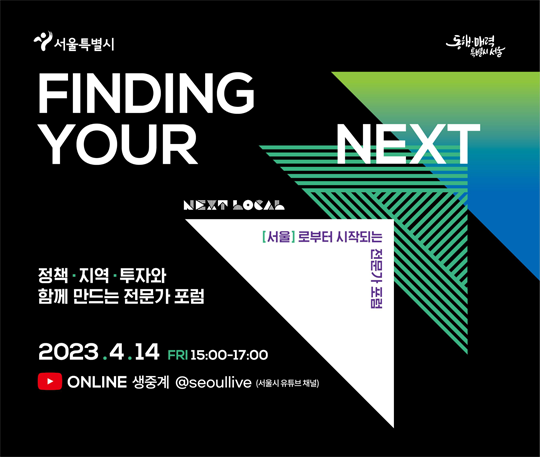 서울특별시
동행·매력
특별시 서울
FINDING
YOUR NEXT
NEXT LOCAL
[서울]로부터 시작되는
전문가 포럼
정책·지역·투자와
함께 만드는 전문가 포럼
2023.4.14 FRI 15:00-17:00
ONLINE 생중계 @seoullive (서울시 유튜브 채널)